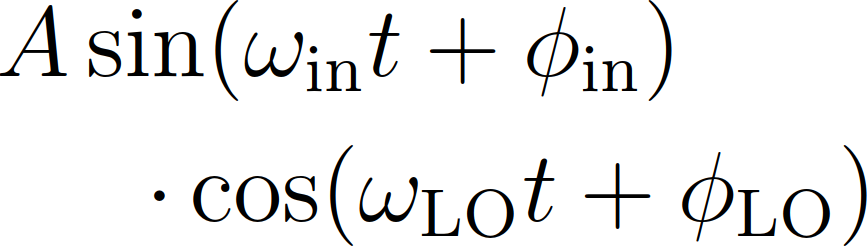 A sin(ω_in t + ϕ_in)
· cos(ω_LO t + ϕ_LO)